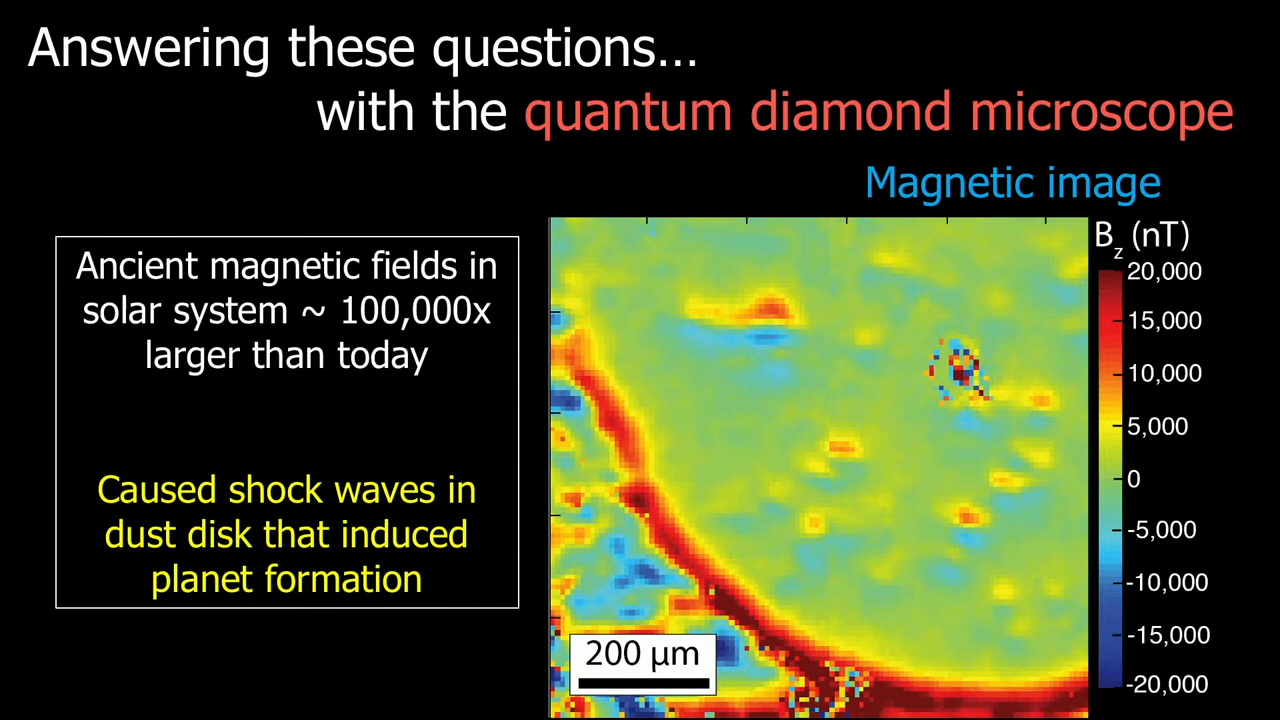 Answering these questions…
with the quantum diamond microscope
Magnetic image
Ancient magnetic fields in
solar system ~ 100,000x
larger than today
Caused shock waves in
dust disk that induced
planet formation
200 µm
Bz (nT)
20,000
15,000
10,000
5,000
0
-5,000
-10,000
-15,000
-20,000